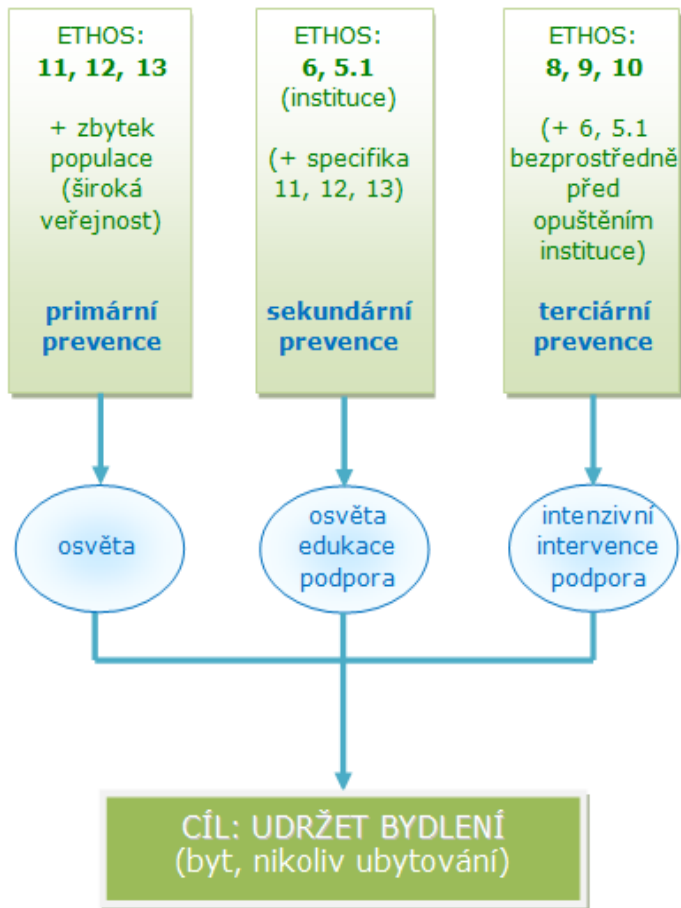 ETHOS:
11, 12, 13
+ zbytek
populace
(široká
veřejnost)
primární
prevence
ETHOS:
6, 5.1
(instituce)
(+ specifika
11, 12, 13)
sekundární
prevence
ETHOS:
8, 9, 10
(+ 6, 5.1
bezprostředně
před
opuštěním
instituce)
terciární
prevence
osvěta
osvěta
edukace
podpora
intenzivní
intervence
podpora
CÍL: UDRŽET BYDLENÍ
(byt, nikoliv ubytování)